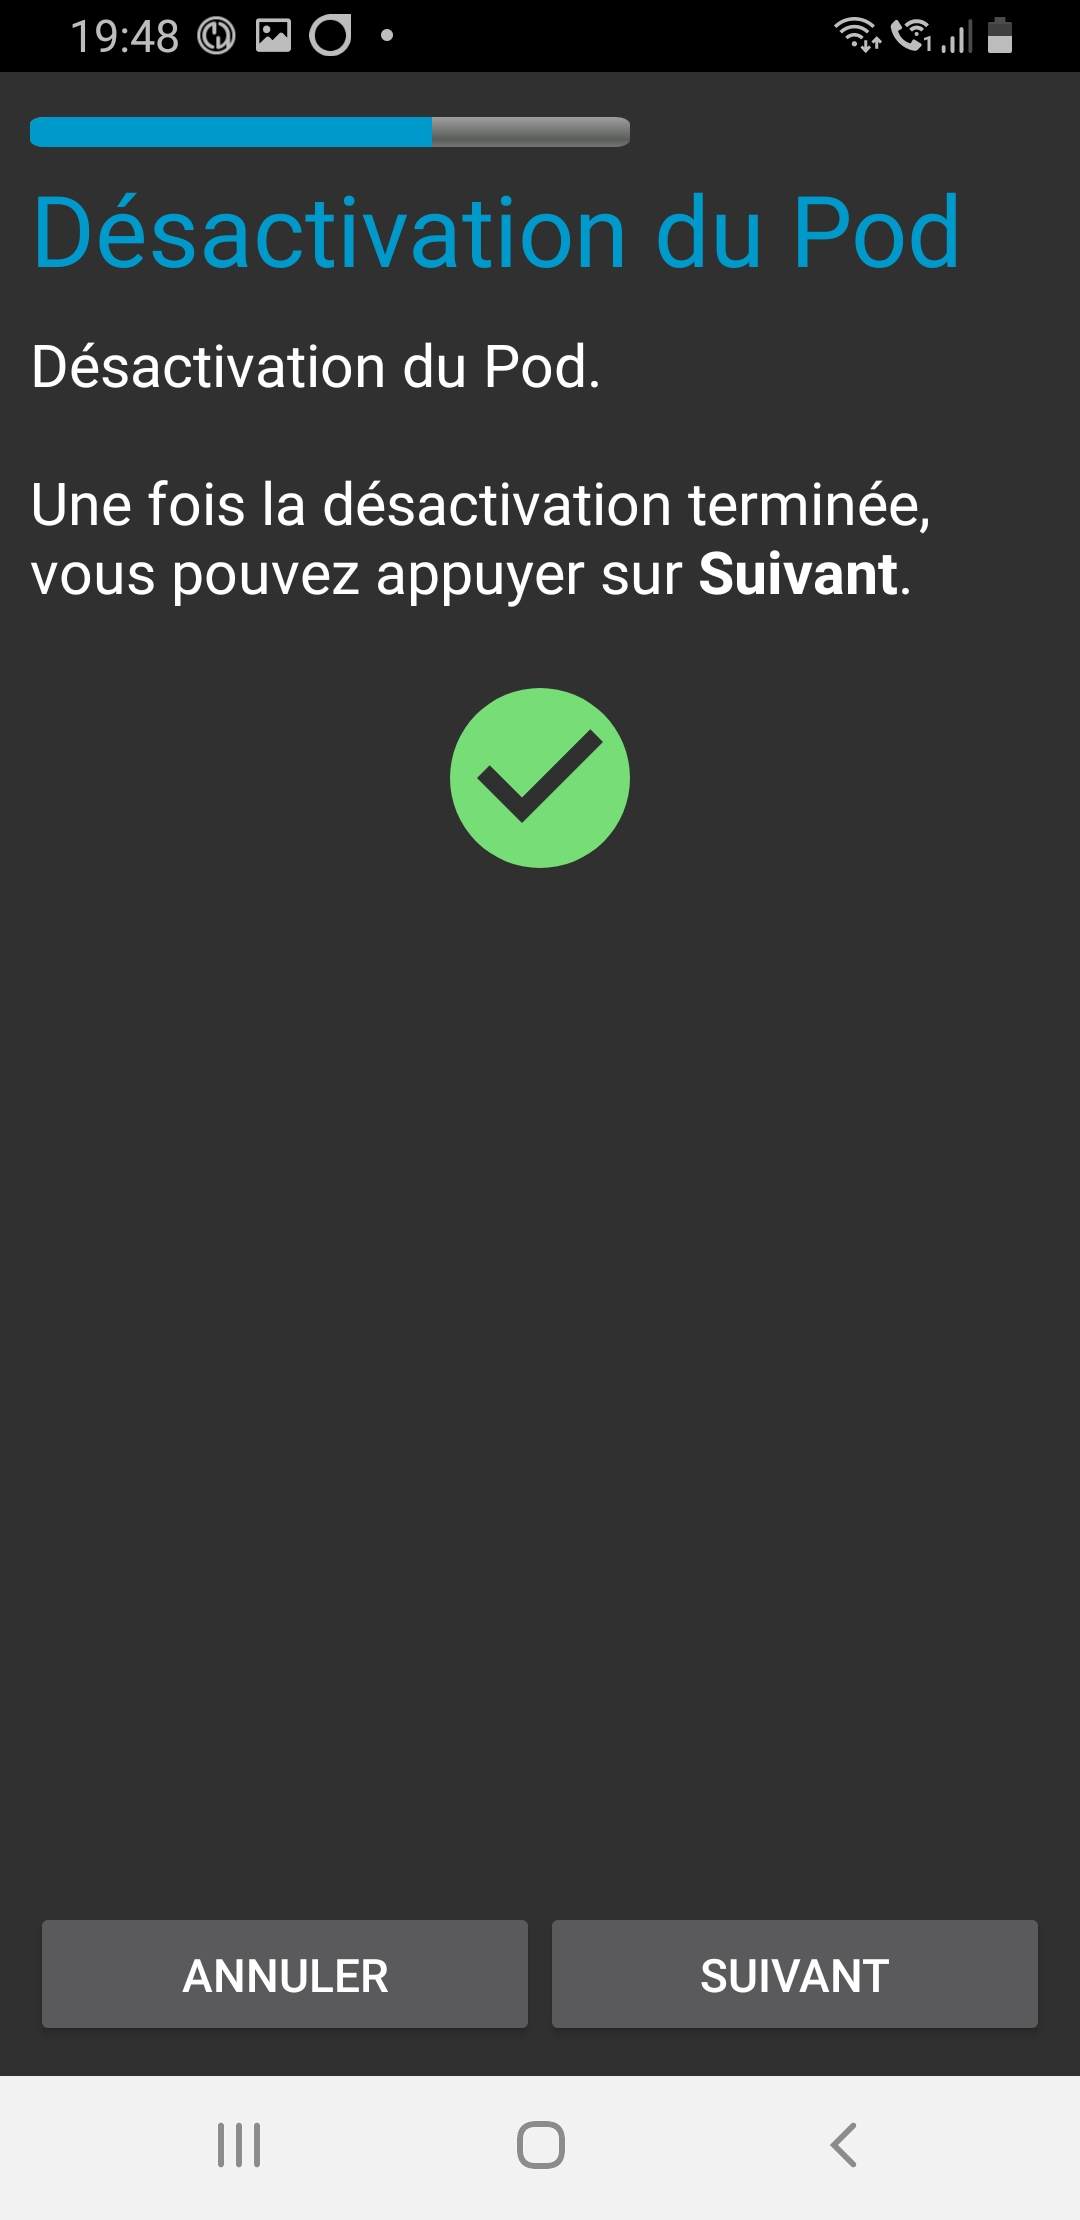 19:48
Désactivation du Pod
Désactivation du Pod.
Une fois la désactivation terminée,
vous pouvez appuyer sur Suivant.
ANNULER
SUIVANT